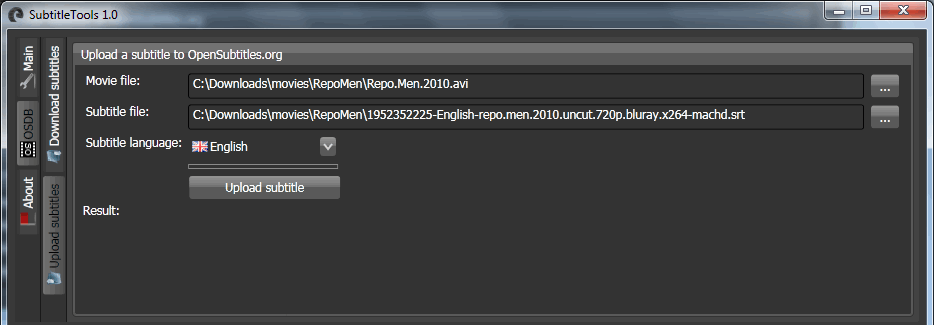 SubtitleTools 1.0
Main
OSDB
About
Download subtitles
Upload subtitles
Upload a subtitle to OpenSubtitles.org
Movie file:
C:\Downloads\movies\RepoMen\Repo.Men.2010.avi
...
Subtitle file:
C:\Downloads\movies\RepoMen\1952352225-English-repo.men.2010.uncut.720p.bluray.x264-machd.srt
...
Subtitle language:
English
Upload subtitle
Result: